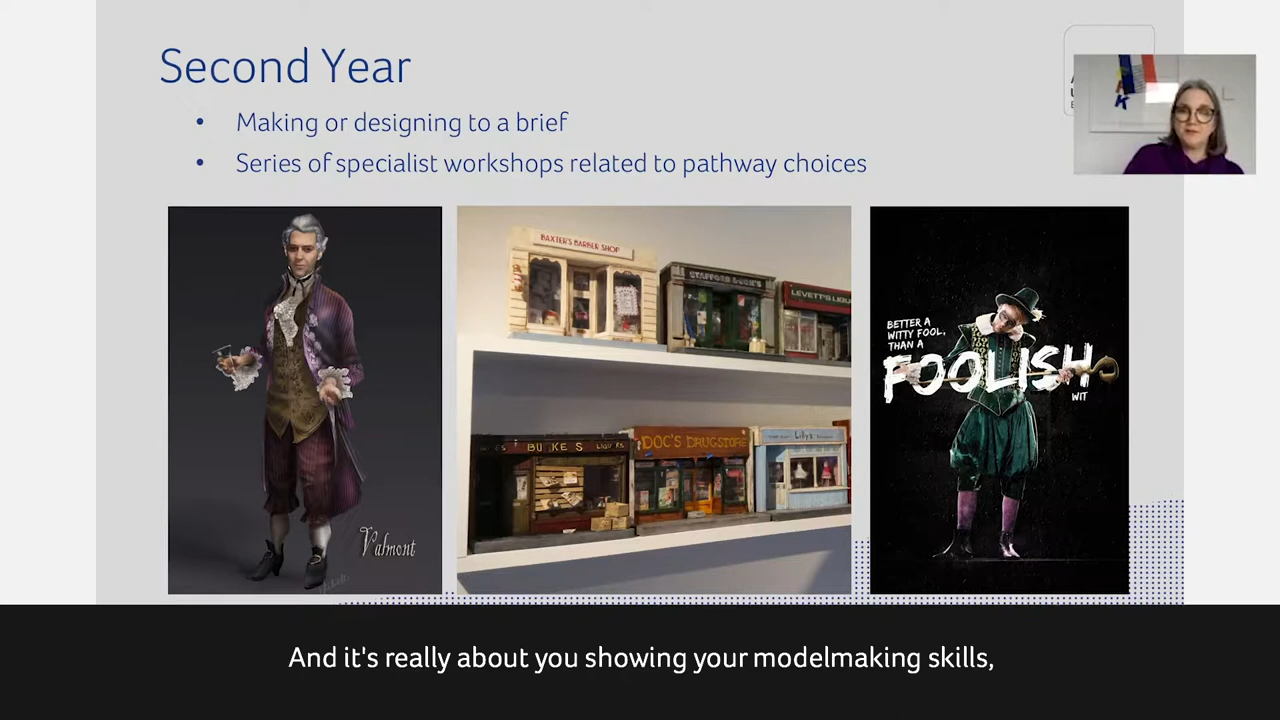 Second Year
• Making or designing to a brief
• Series of specialist workshops related to pathway choices
BAXTER'S BARBER SHOP
STAFFORD
LEVETT'S
BETTER A
WITTY FOOL,
THAN A
FOOLISH
WIT
DOC'S DRUGSTORE
Lilly's
Valmont
And it's really about you showing your modelmaking skills,